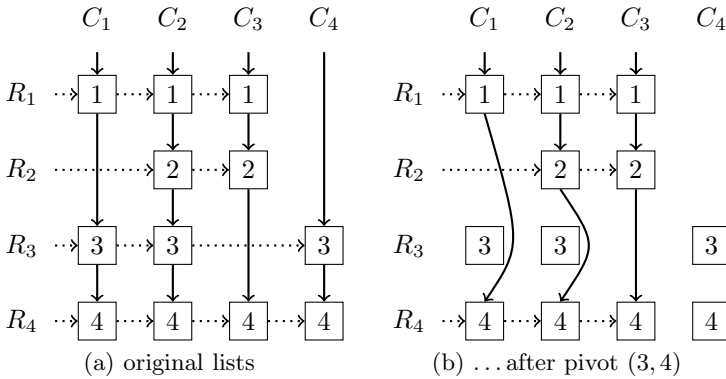 C1 C2 C3 C4 C1 C2 C3 C4
R1 1 1 1 R1 1 1 1
R2 2 2 R2 2 2
R3 3 3 3 R3 3 3 3
R4 4 4 4 4 R4 4 4 4 4
(a) original lists (b) ...after pivot (3, 4)